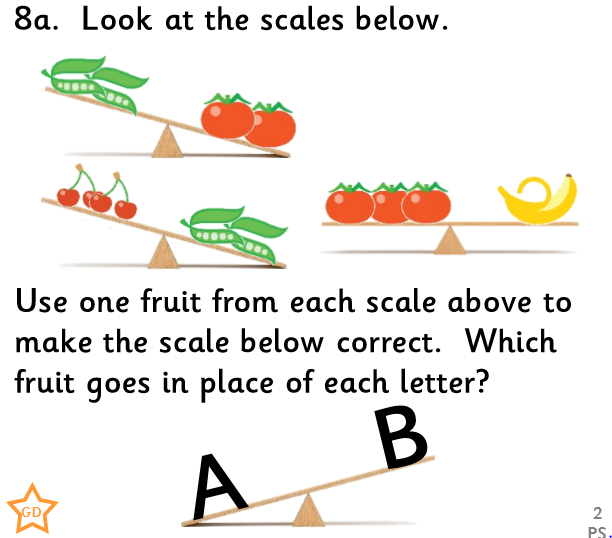 8a. Look at the scales below.
Use one fruit from each scale above to
make the scale below correct. Which
fruit goes in place of each letter?
A
B
GD
2
PS